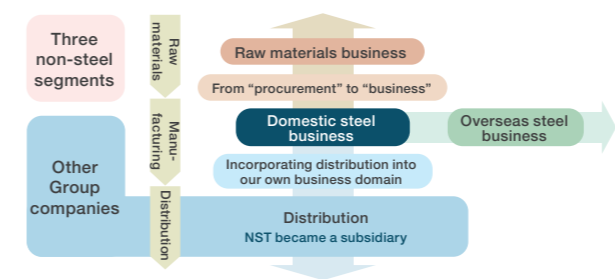 Three
non-steel
segments
Raw
materials
Raw materials business
From “procurement” to “business”
Manu-
facturing
Domestic steel
business
Overseas steel
business
Other
Group
companies
Incorporating distribution into
our own business domain
Distribution
Distribution
NST became a subsidiary